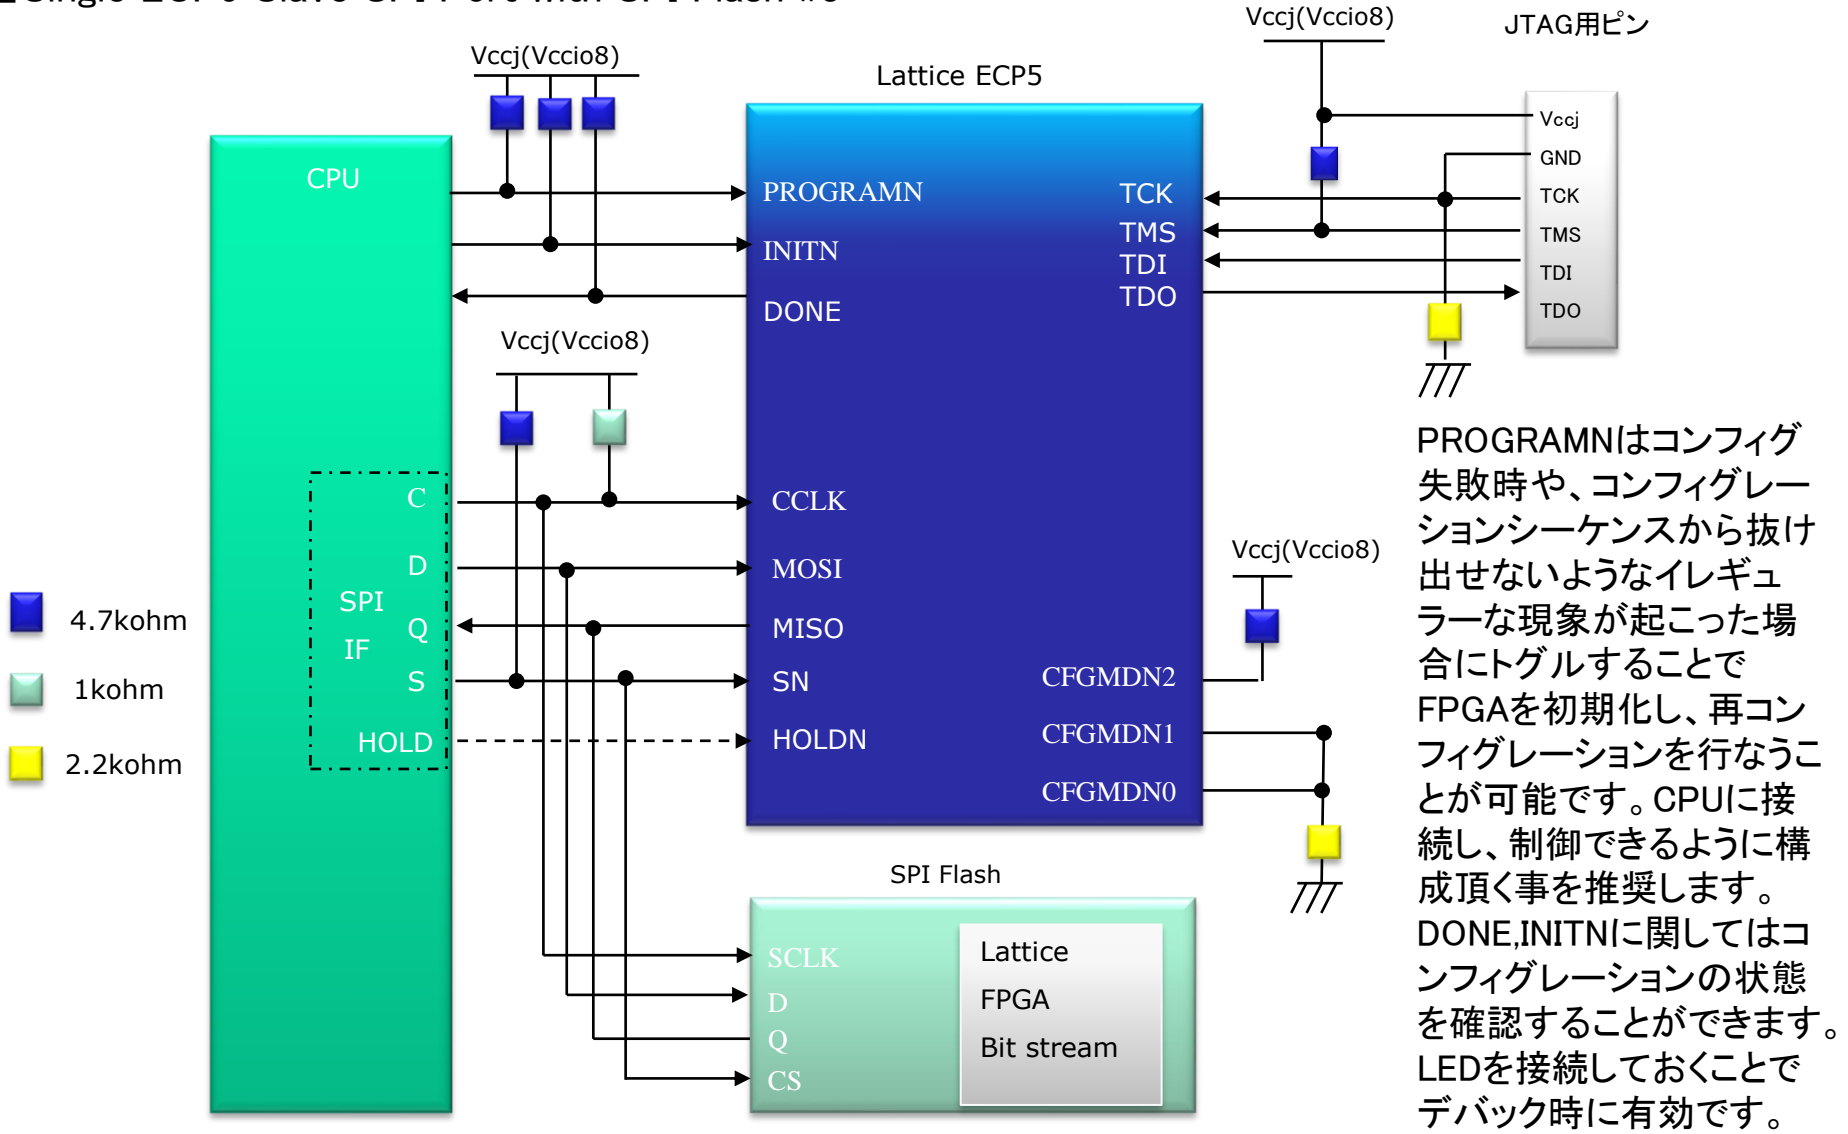 Vccj(Vccio8)
JTAG用ピン
Vccj(Vccio8)
Lattice ECP5
CPU
PROGRAMN
INITN
DONE
TCK
TMS
TDI
TDO
Vccj
GND
TCK
TMS
TDI
TDO
Vccj(Vccio8)
C
D
SPI
IF
Q
S
HOLD
CCLK
MOSI
MISO
SN
HOLDN
Vccj(Vccio8)
CFGMDN2
CFGMDN1
CFGMDN0
4.7kohm
1kohm
2.2kohm
SPI Flash
SCLK
D
Q
CS
Lattice
FPGA
Bit stream
PROGRAMNはコンフィグ
失敗時や、コンフィグレー
ションシーケンスから抜け
出せないようなイレギュ
ラーな現象が起こった場
合にトグルすることで
FPGAを初期化し、再コン
フィグレーションを行なうこ
とが可能です。CPUに接
続し、制御できるように構
成頂く事を推奨します。
DONE,INITNに関してはコ
ンフィグレーションの状態
を確認することができます。
LEDを接続しておくことで
デバック時に有効です。